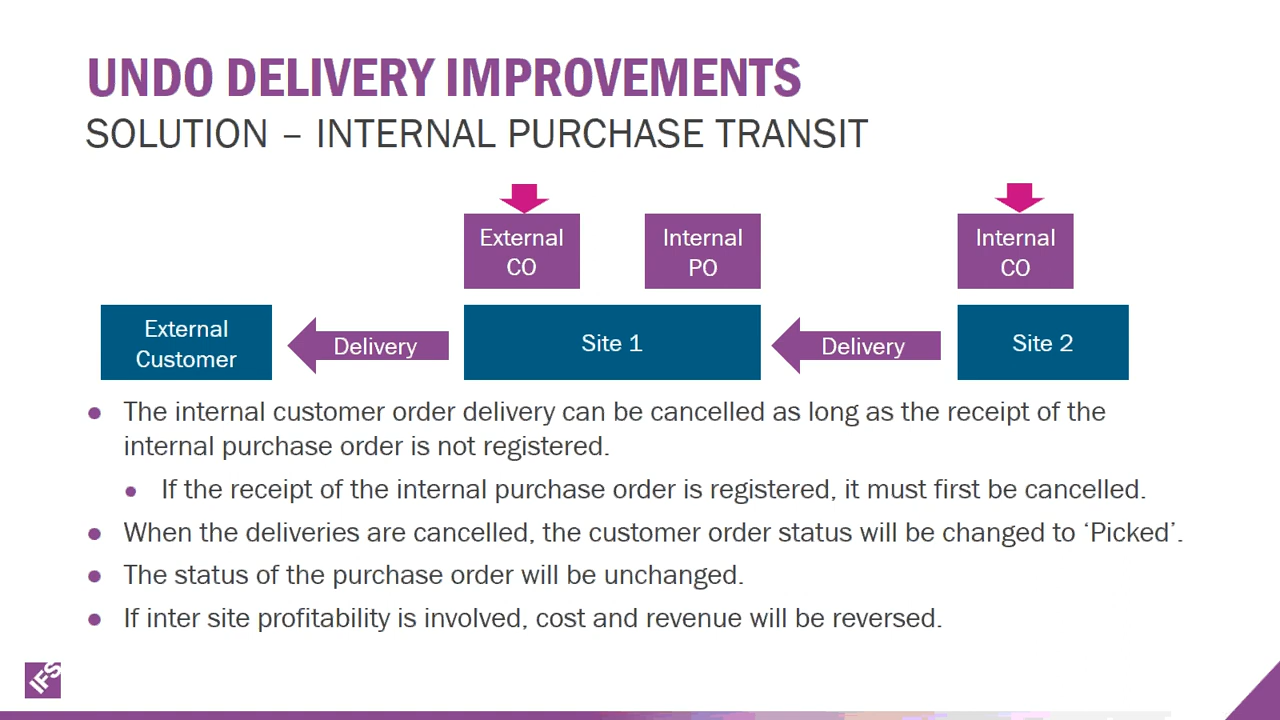 UNDO DELIVERY IMPROVEMENTS
SOLUTION – INTERNAL PURCHASE TRANSIT
External
CO
Internal
PO
Internal
CO
External
Customer
Delivery
Site 1
Delivery
Site 2
The internal customer order delivery can be cancelled as long as the receipt of the
internal purchase order is not registered.
If the receipt of the internal purchase order is registered, it must first be cancelled.
When the deliveries are cancelled, the customer order status will be changed to ‘Picked’.
The status of the purchase order will be unchanged.
If inter site profitability is involved, cost and revenue will be reversed.
IFS